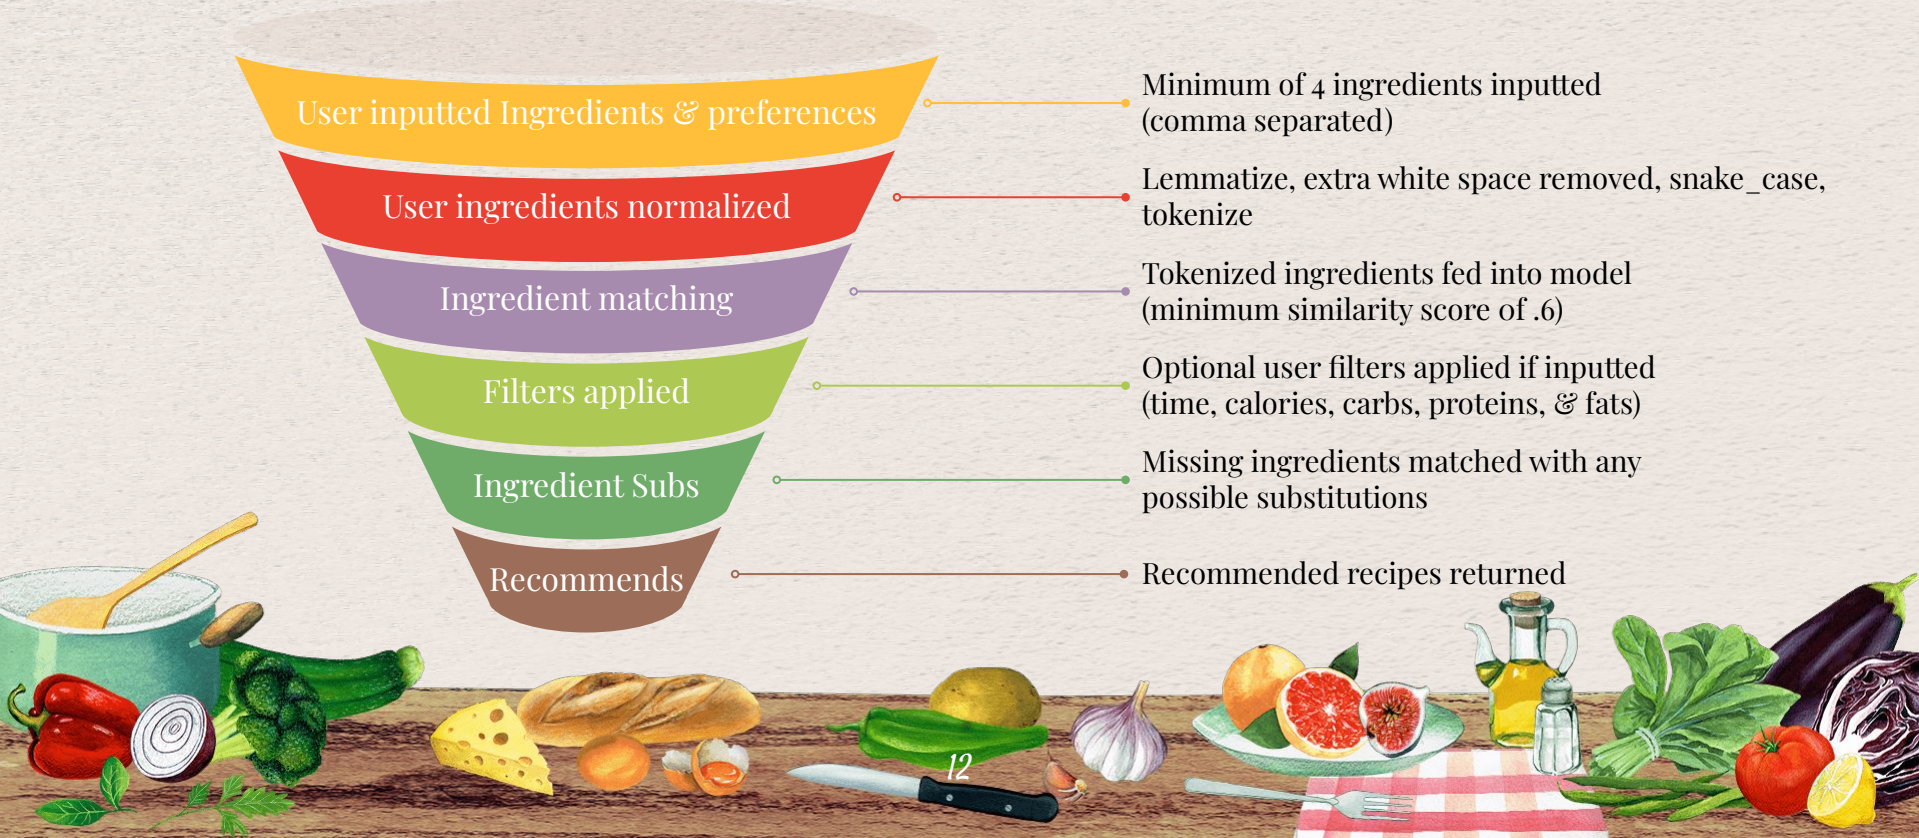 User inputted Ingredients & preferences
Minimum of 4 ingredients inputted
(comma separated)
User ingredients normalized
Lemmatize, extra white space removed, snake_case,
tokenize
Ingredient matching
Tokenized ingredients fed into model
(minimum similarity score of .6)
Filters applied
Optional user filters applied if inputted
(time, calories, carbs, proteins, & fats)
Ingredient Subs
Missing ingredients matched with any
possible substitutions
Recommends
Recommended recipes returned
12